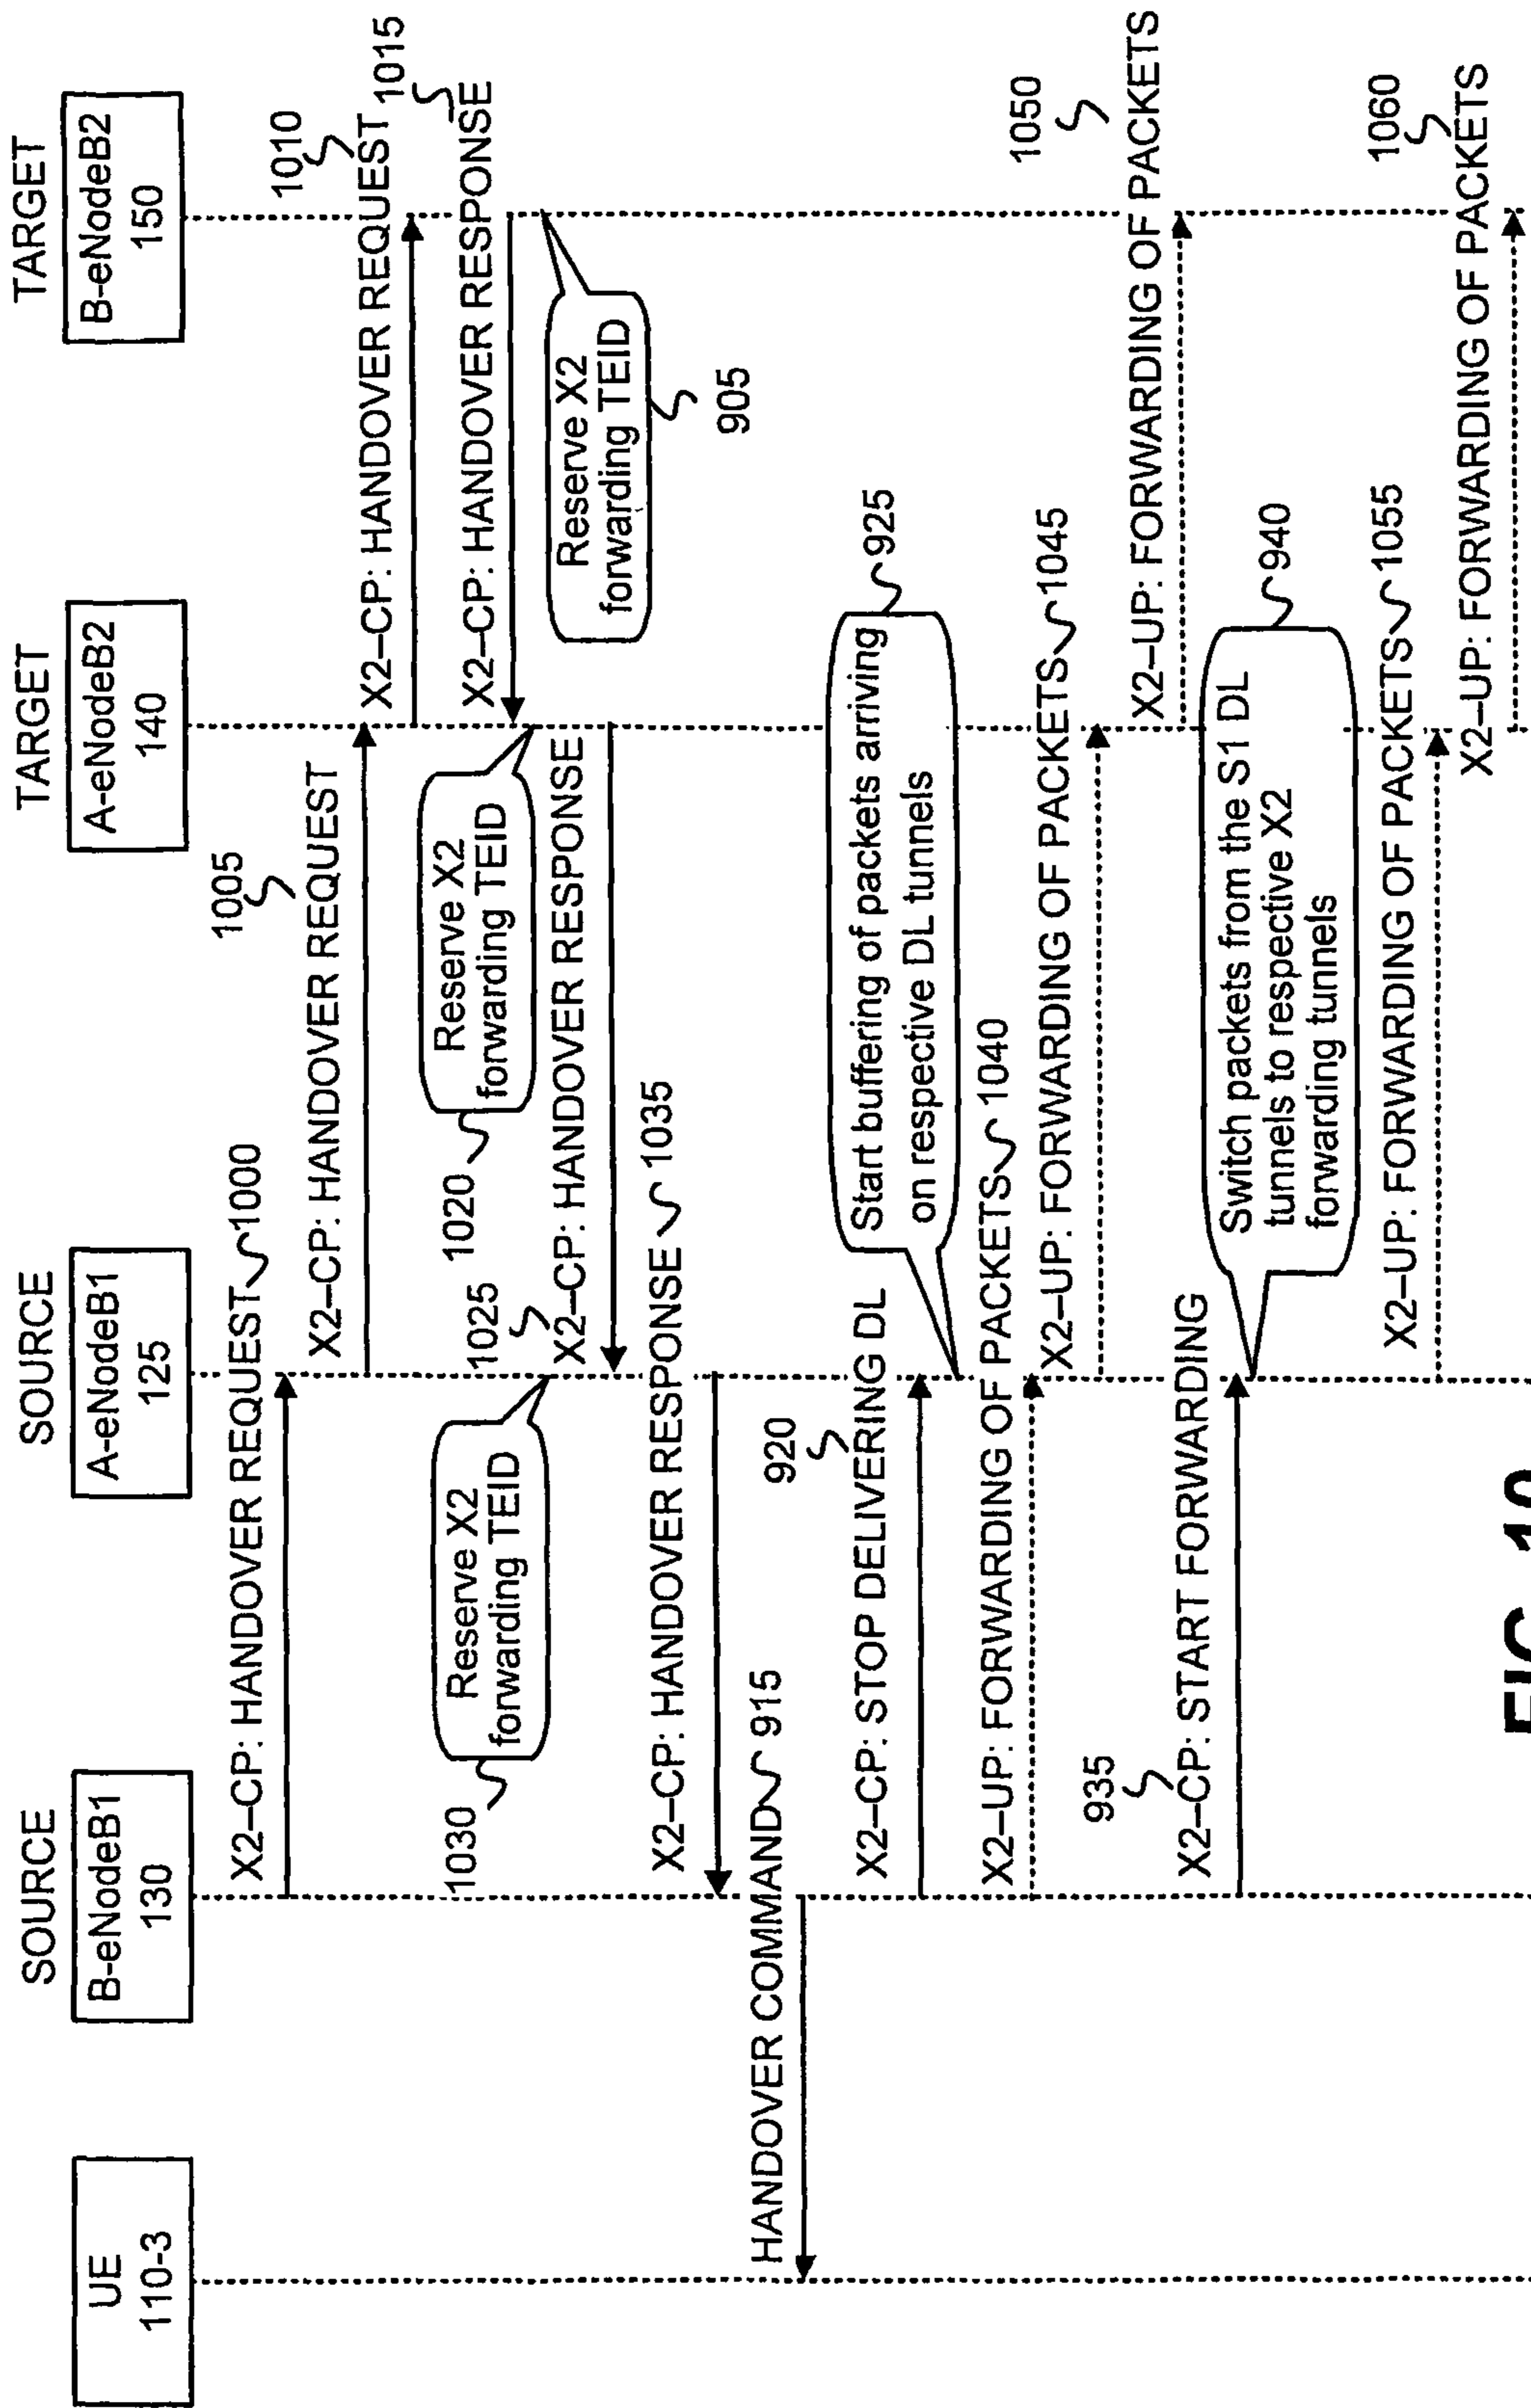 UE
110-3
SOURCE
B-eNodeB1
130
SOURCE
A-eNodeB1
125
TARGET
A-eNodeB2
140
TARGET
B-eNodeB2
150
X2–CP: HANDOVER REQUEST 1000
1005
X2–CP: HANDOVER REQUEST
1010
X2–CP: HANDOVER REQUEST
1015
X2–CP: HANDOVER RESPONSE
Reserve X2
forwarding TEID
905
Reserve X2
forwarding TEID
1020
1025
X2–CP: HANDOVER RESPONSE
Reserve X2
forwarding TEID
1030
X2–CP: HANDOVER RESPONSE 1035
HANDOVER COMMAND 915
920
X2–CP: STOP DELIVERING DL
Start buffering of packets arriving
on respective DL tunnels
925
X2–UP: FORWARDING OF PACKETS 1040
X2–UP: FORWARDING OF PACKETS 1045
1050
X2–UP: FORWARDING OF PACKETS
935
X2–CP: START FORWARDING
Switch packets from the S1 DL
tunnels to respective X2
forwarding tunnels
940
X2–UP: FORWARDING OF PACKETS 1055
1060
X2–UP: FORWARDING OF PACKETS